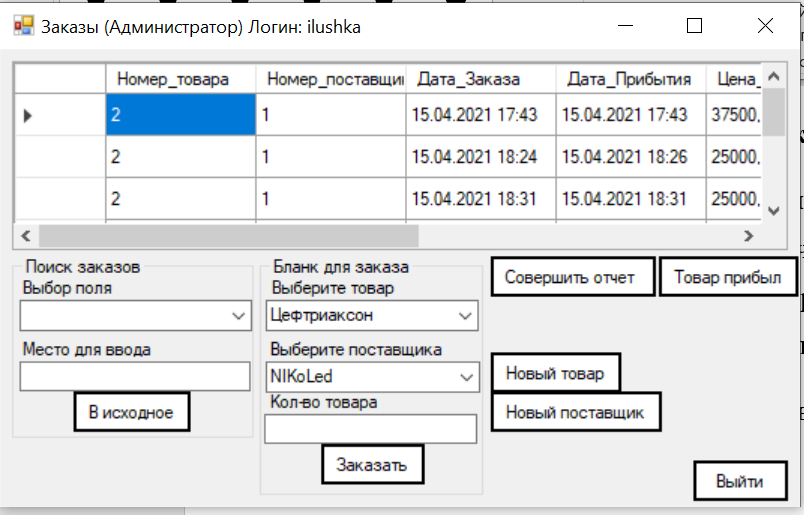 Заказы (Администратор) Логин: ilushka
Номер_товара Номер_поставщи Дата_Заказа Дата_Прибытия Цена_
2 1 15.04.2021 17:43 15.04.2021 17:43 37500,
2 1 15.04.2021 18:24 15.04.2021 18:26 25000,
2 1 15.04.2021 18:31 15.04.2021 18:31 25000,
Поиск заказов
Выбор поля
Место для ввода
В исходное
Бланк для заказа
Выберите товар
Цефтриаксон
Выберите поставщика
NIKoLed
Кол-во товара
Заказать
Совершить отчет
Товар прибыл
Новый товар
Новый поставщик
Выйти